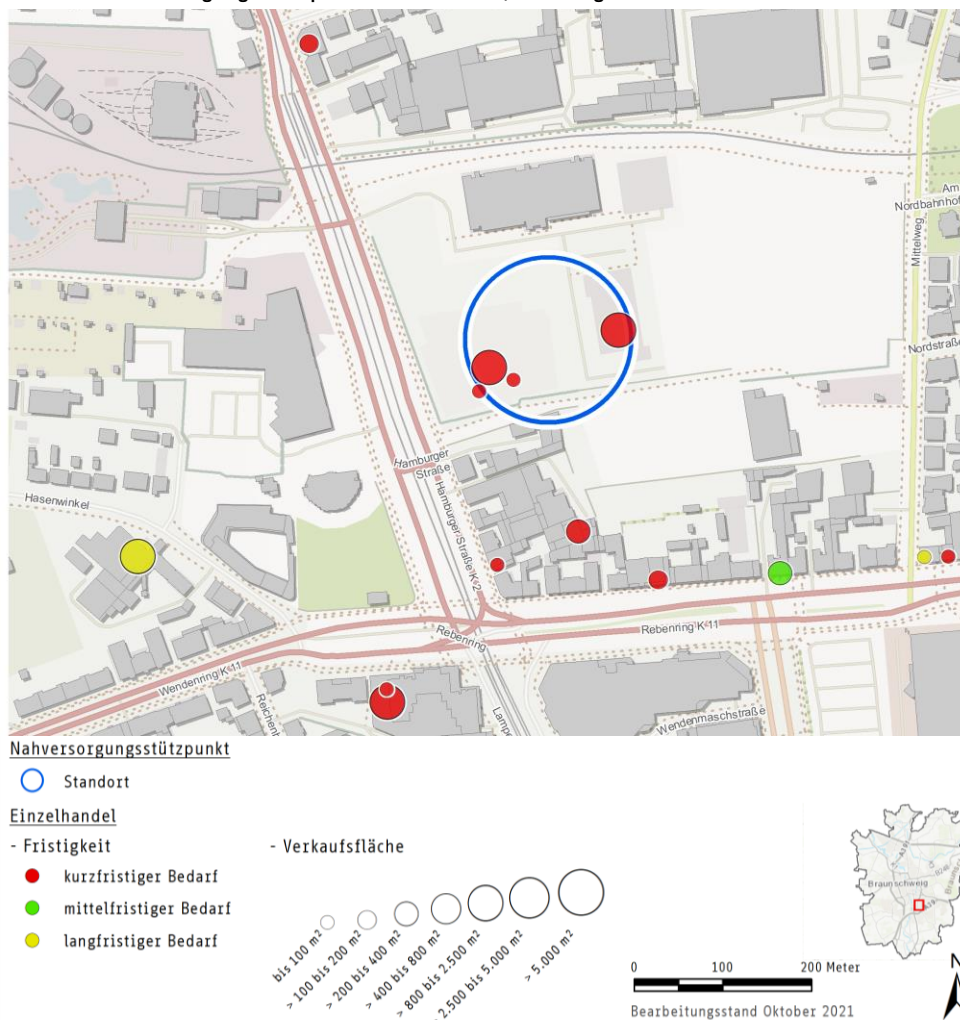 Am
Nordbahnhof
Mittelweg
Nordstraße
Hamburger
Straße
Hamburger Straße K 2
Hasenwinkel
Rebenring
Rebenring K 11
Wendenring K 11
Wendenmaschstraße
Nahversorgungsstützpunkt
Standort
Einzelhandel
- Fristigkeit
- Verkaufsfläche
kurzfristiger Bedarf
mittelfristiger Bedarf
langfristiger Bedarf
bis 100 m²
> 100 bis 200 m²
> 200 bis 400 m²
> 400 bis 800 m²
> 800 bis 2.500 m²
2.500 bis 5.000 m²
> 5.000 m²
Braunschweig
0 100 200 Meter
N
Bearbeitungsstand Oktober 2021